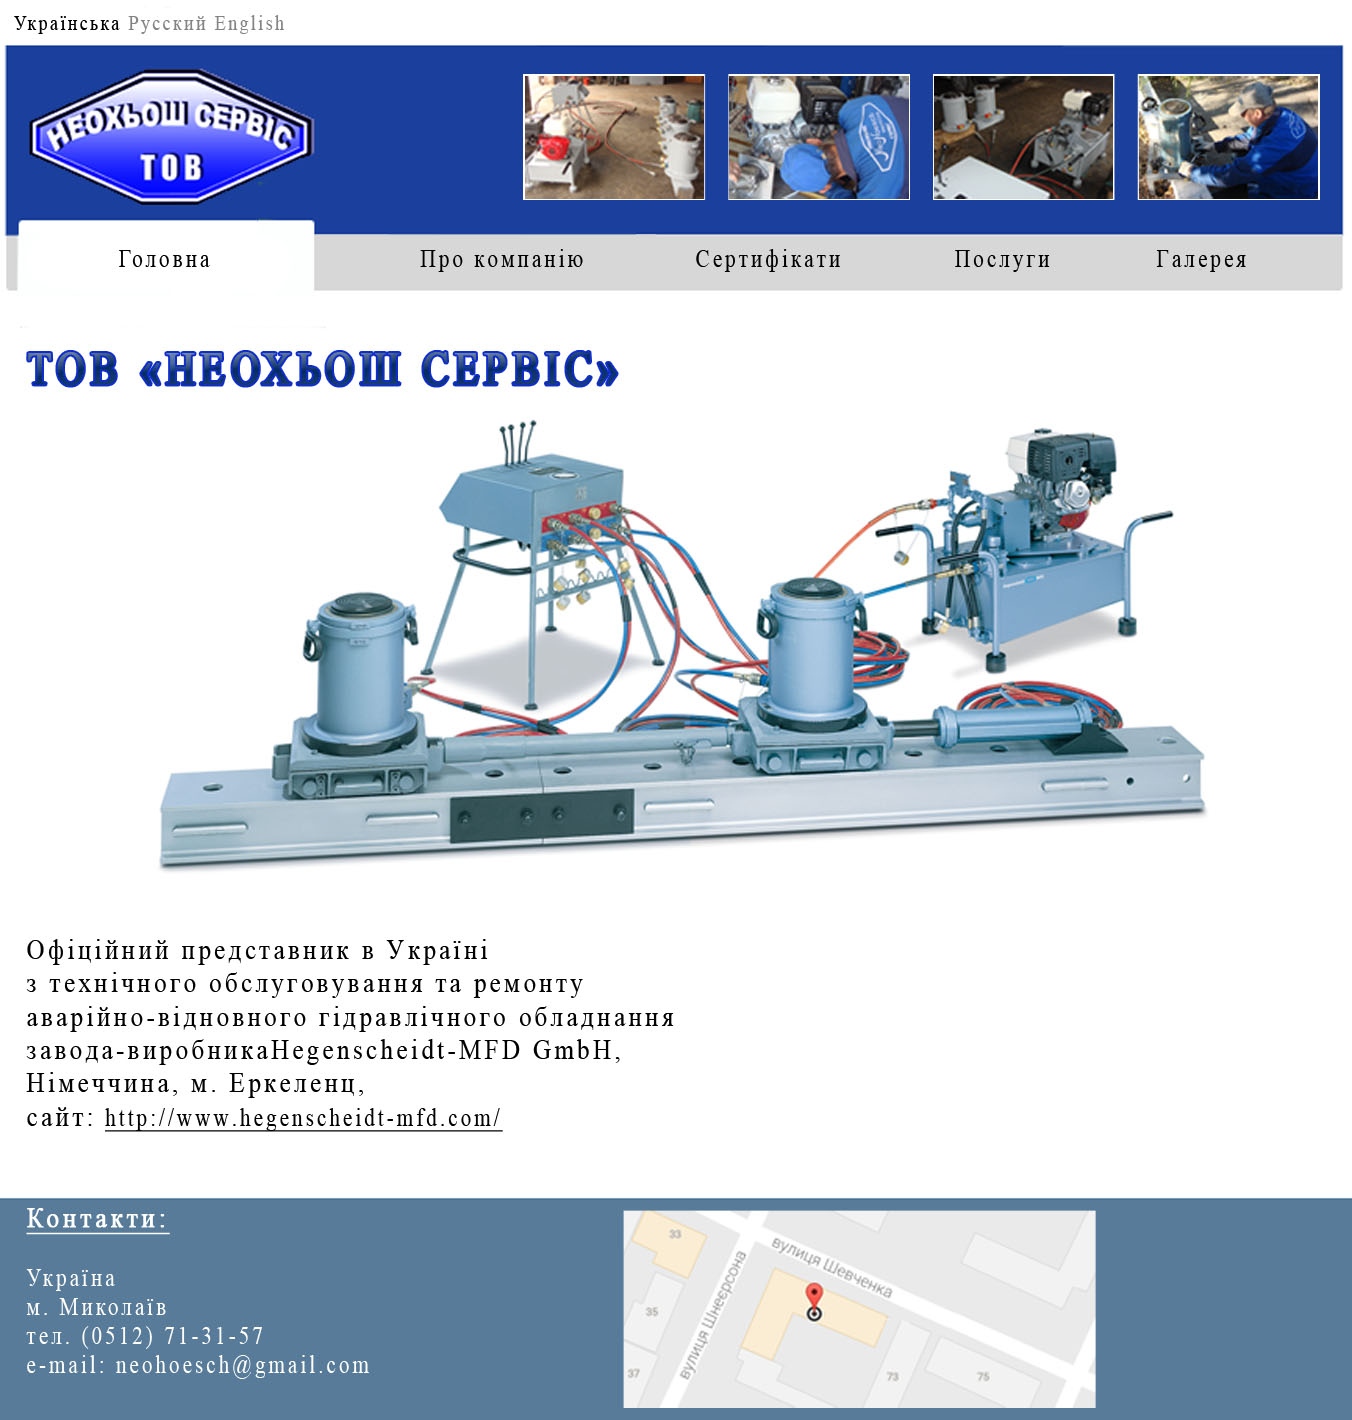 Українська Русский English
НЕОХЬОШ СЕРВІС
ТОВ
Головна Про компанію Сертифікати Послуги Галерея
ТОВ «НЕОХЬОШ СЕРВІС»
Офіційний представник в Україні
з технічного обслуговування та ремонту
аварійно-відновного гідравлічного обладнання
завода-виробникаHegenscheidt-MFD GmbH,
Німеччина, м. Еркеленц,
сайт: http://www.hegenscheidt-mfd.com/
Контакти:
Україна
м. Миколаїв
тел. (0512) 71-31-57
e-mail: neohoesch@gmail.com
33
вулиця Шевченка
вулиця Шнеєрсона
35
37
73
75